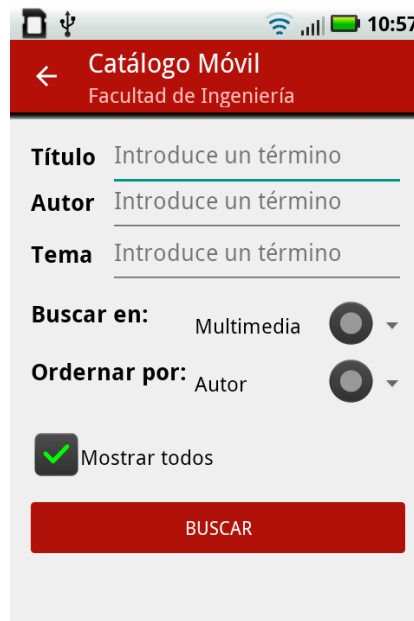 10:57
Catálogo Móvil
Facultad de Ingeniería
Título Introduce un término
Autor Introduce un término
Tema Introduce un término
Buscar en: Multimedia
Ordernar por: Autor
Mostrar todos
BUSCAR